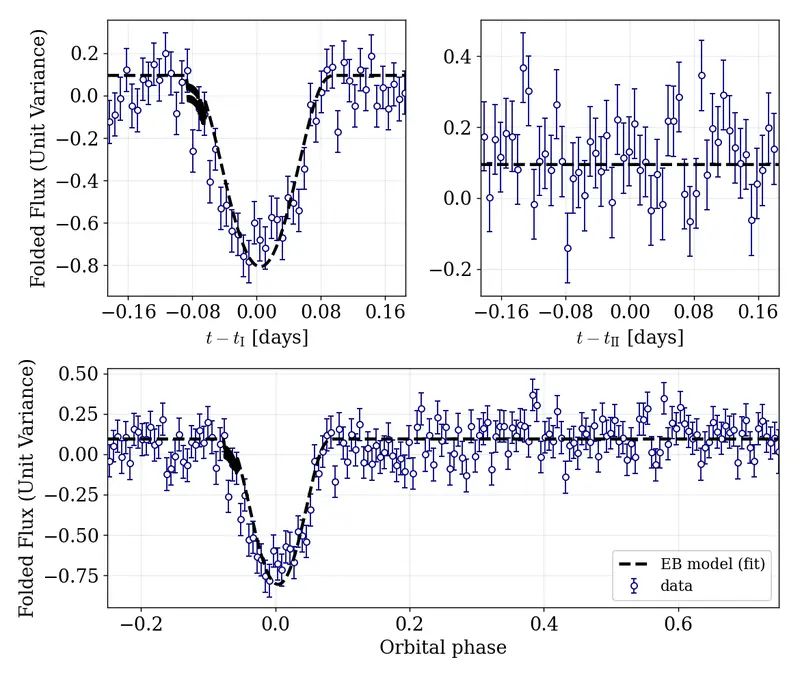 Folded Flux (Unit Variance)
0.2
0.0
−0.2
−0.4
−0.6
−0.8
−0.16 −0.08 0.00 0.08 0.16
t − tI [days]
0.4
0.2
0.0
−0.2
−0.16 −0.08 0.00 0.08 0.16
t − tII [days]
Folded Flux (Unit Variance)
0.50
0.25
0.00
−0.25
−0.50
−0.75
EB model (fit)
data
−0.2 0.0 0.2 0.4 0.6
Orbital phase